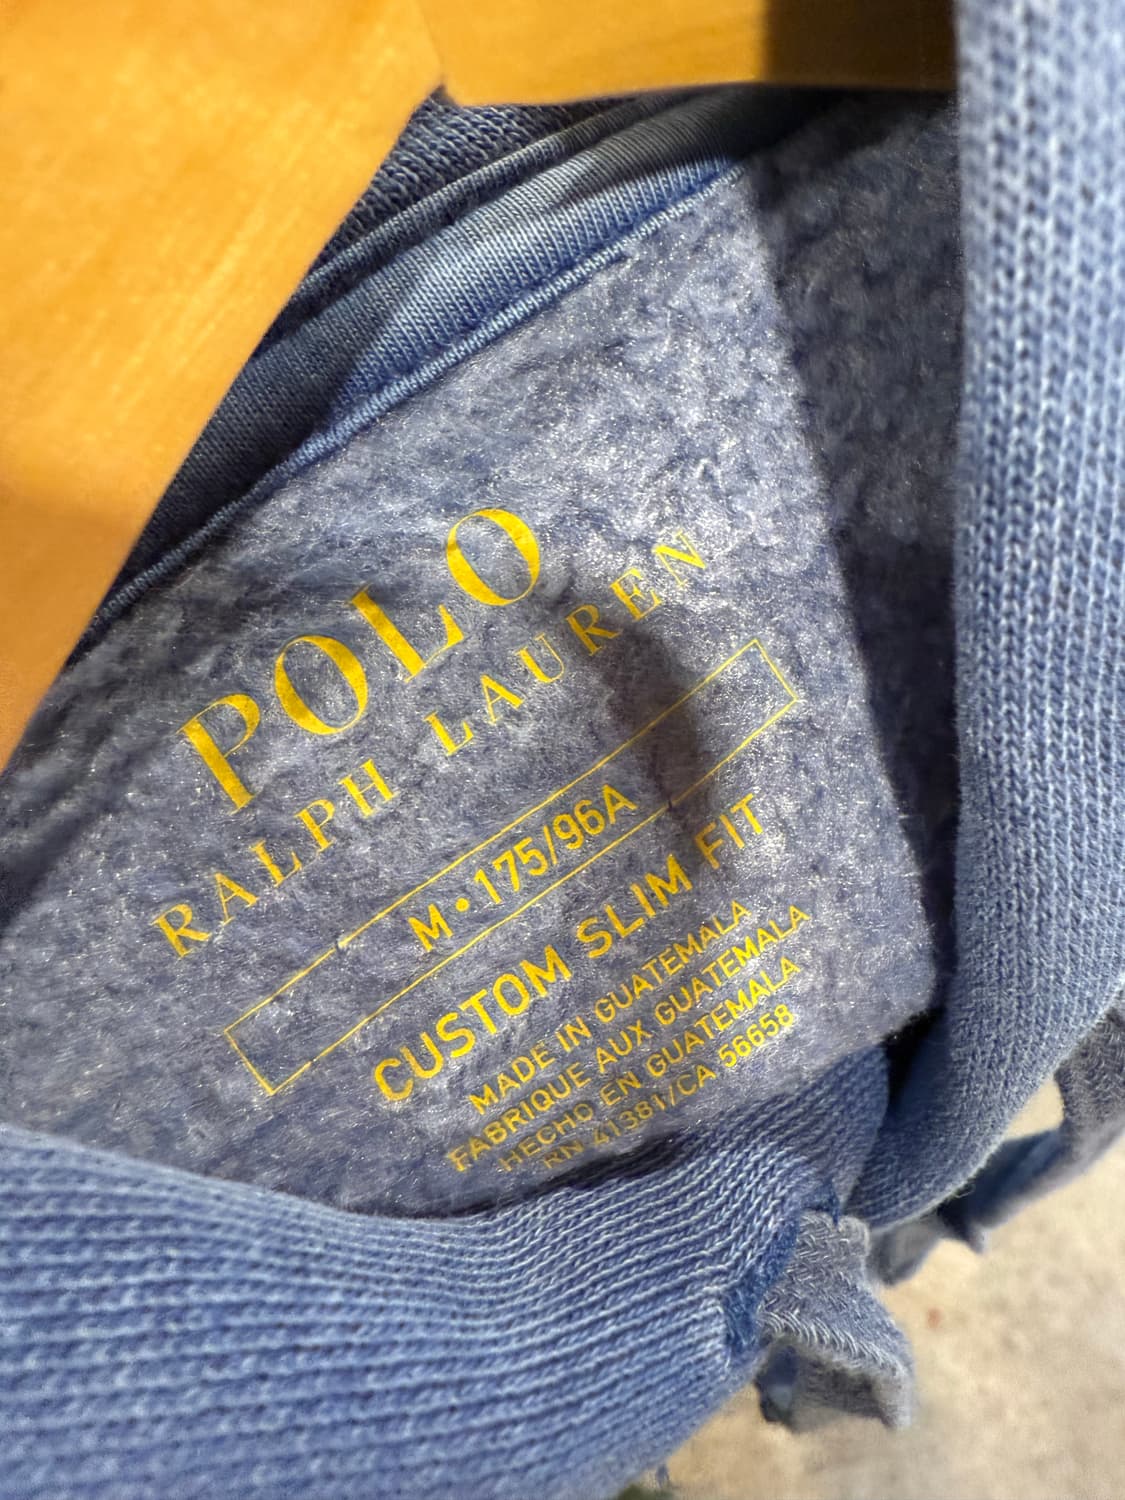 POLO
RALPH LAUREN
M • 175/96A
CUSTOM SLIM FIT
MADE IN GUATEMALA
FABRIQUE AUX GUATEMALA
HECHO EN GUATEMALA
RN 41381/CA 56658